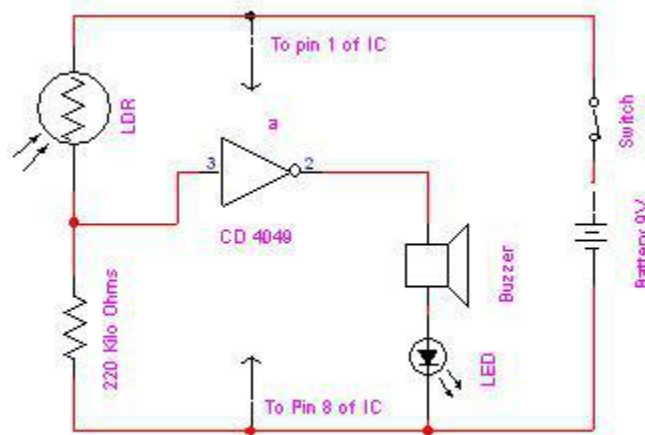 To pin 1 of IC
LDR
a
3
2
CD 4049
Switch
Battery 9V
Buzzer
220 Kilo Ohms
LED
To Pin 8 of IC